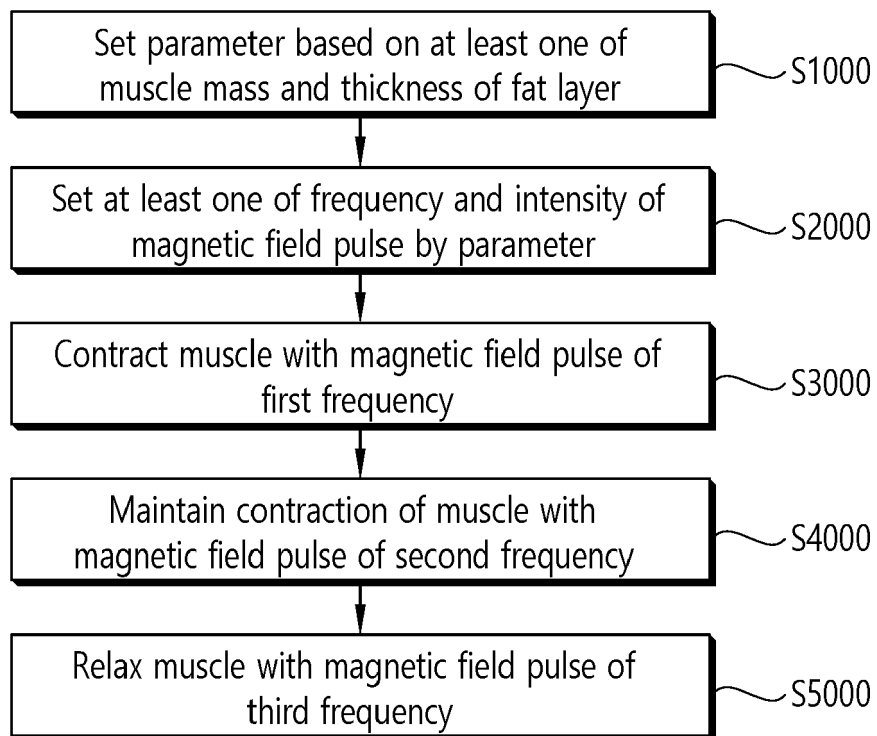 Set parameter based on at least one of
muscle mass and thickness of fat layer
S1000
Set at least one of frequency and intensity of
magnetic field pulse by parameter
S2000
Contract muscle with magnetic field pulse of
first frequency
S3000
Maintain contraction of muscle with
magnetic field pulse of second frequency
S4000
Relax muscle with magnetic field pulse of
third frequency
S5000